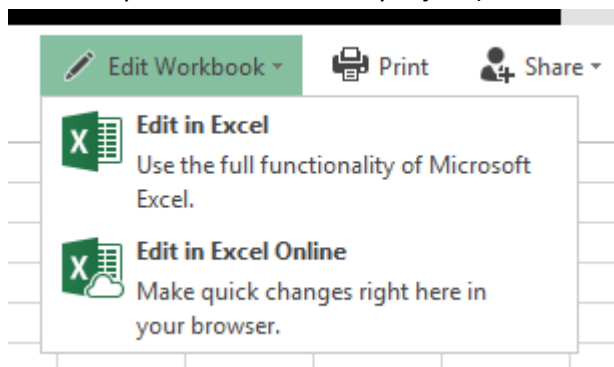 Edit Workbook
Print
Share
Edit in Excel
Use the full functionality of Microsoft
Excel.
Edit in Excel Online
Make quick changes right here in
your browser.